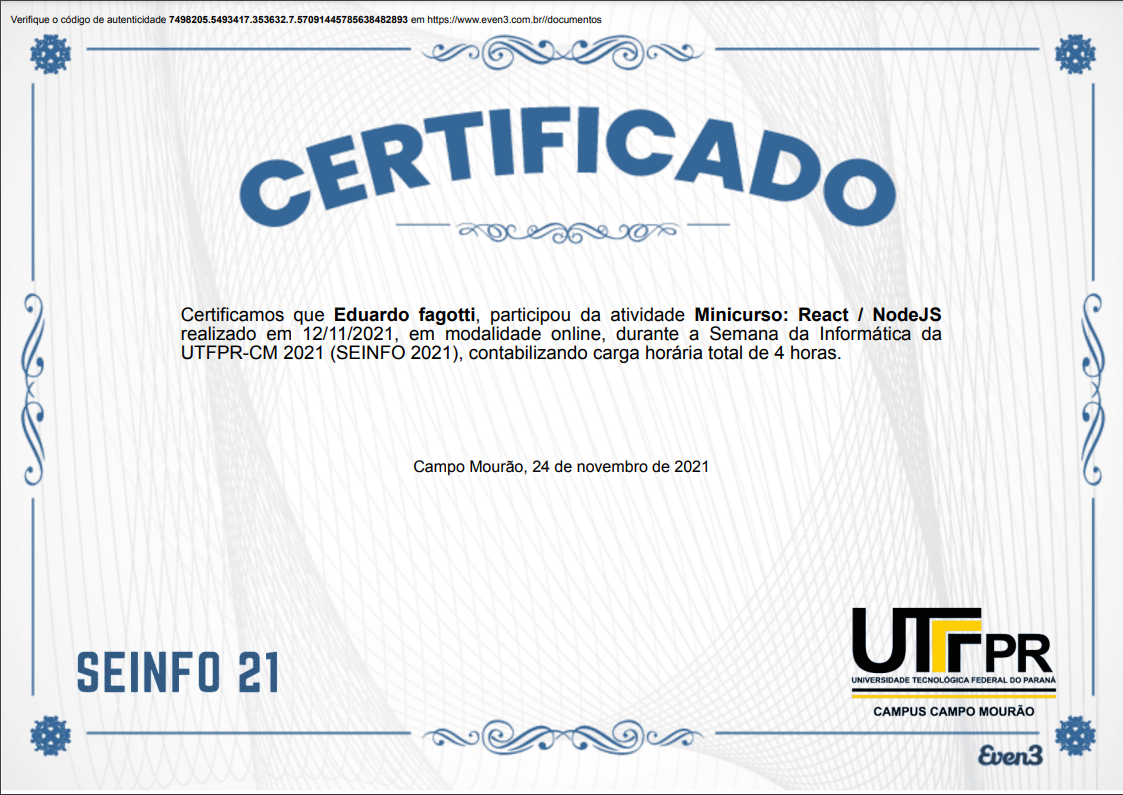 Verifique o código de autenticidade 7498205.5493417.353632.7.57091445785638482893 em https://www.even3.com.br//documentos
CERTIFICADO
Certificamos que Eduardo fagotti, participou da atividade Minicurso: React / NodeJS
realizado em 12/11/2021, em modalidade online, durante a Semana da Informática da
UTFPR-CM 2021 (SEINFO 2021), contabilizando carga horária total de 4 horas.
Campo Mourão, 24 de novembro de 2021
SEINFO 21
UTFPR
UNIVERSIDADE TECNOLÓGICA FEDERAL DO PARANÁ
CAMPUS CAMPO MOURÃO
Even3